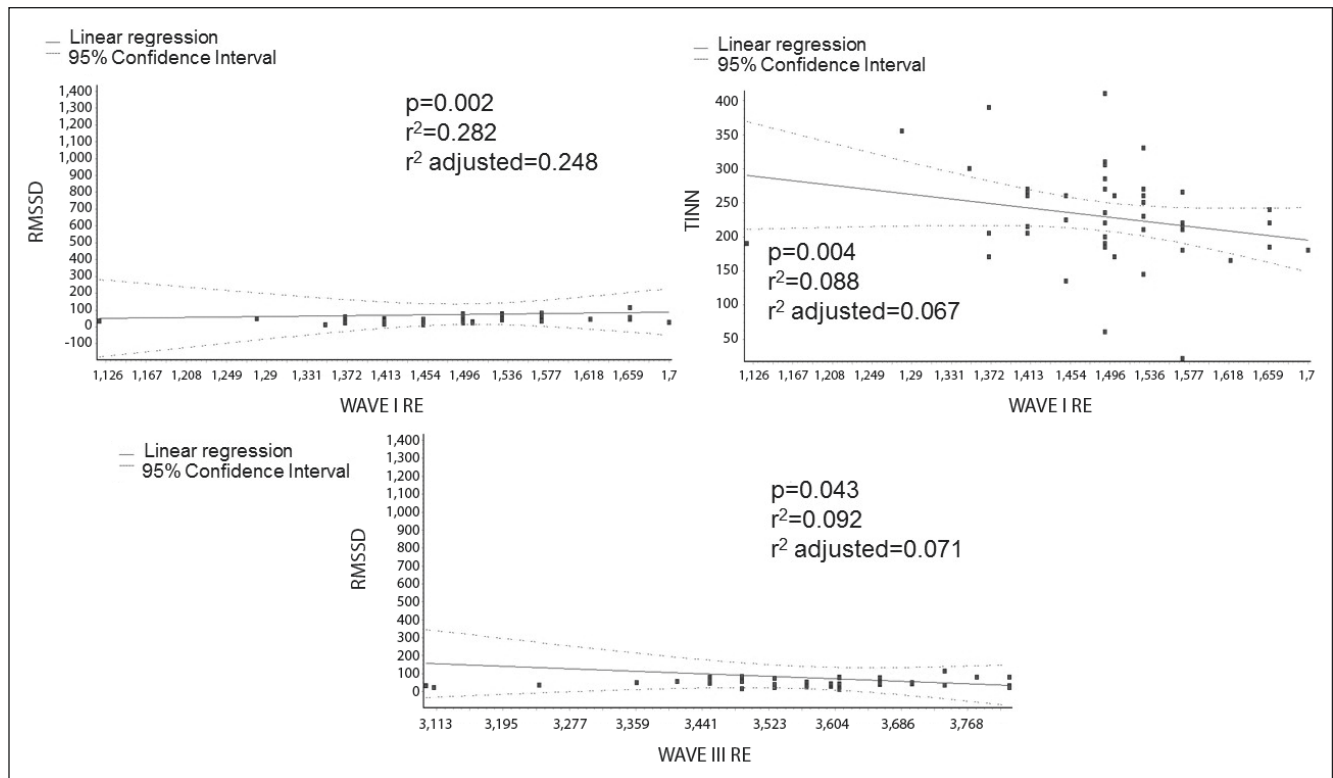 Linear regression
95% Confidence Interval
1,400
1,300
1,200
1,100
1,000
900
800
700
600
500
400
300
200
100
0
-100
RMSSD
p=0.002
r²=0.282
r² adjusted=0.248
1,126 1,167 1,208 1,249 1,29 1,331 1,372 1,413 1,454 1,496 1,536 1,577 1,618 1,659 1,7
WAVE I RE
Linear regression
95% Confidence Interval
400
350
300
250
200
150
100
50
TINN
p=0.004
r²=0.088
r² adjusted=0.067
1,126 1,167 1,208 1,249 1,29 1,331 1,372 1,413 1,454 1,496 1,536 1,577 1,618 1,659 1,7
WAVE I RE
Linear regression
95% Confidence Interval
1,400
1,300
1,200
1,100
1,000
900
800
700
600
500
400
300
200
100
0
RMSSD
p=0.043
r²=0.092
r² adjusted=0.071
3,113 3,195 3,277 3,359 3,441 3,523 3,604 3,686 3,768
WAVE III RE